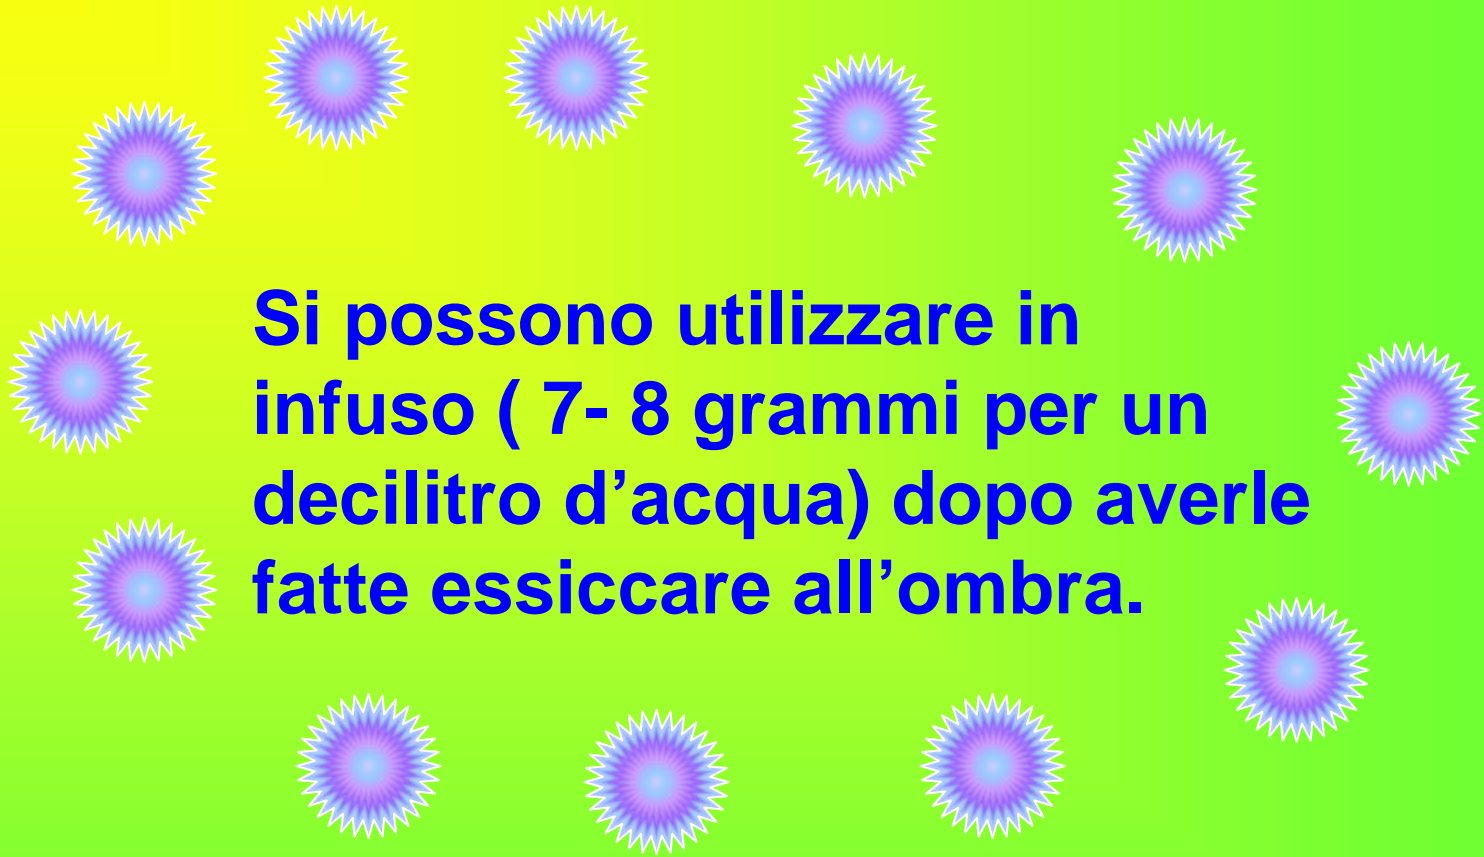 Si possono utilizzare in
infuso ( 7- 8 grammi per un
decilitro d’acqua) dopo averle
fatte essiccare all’ombra.